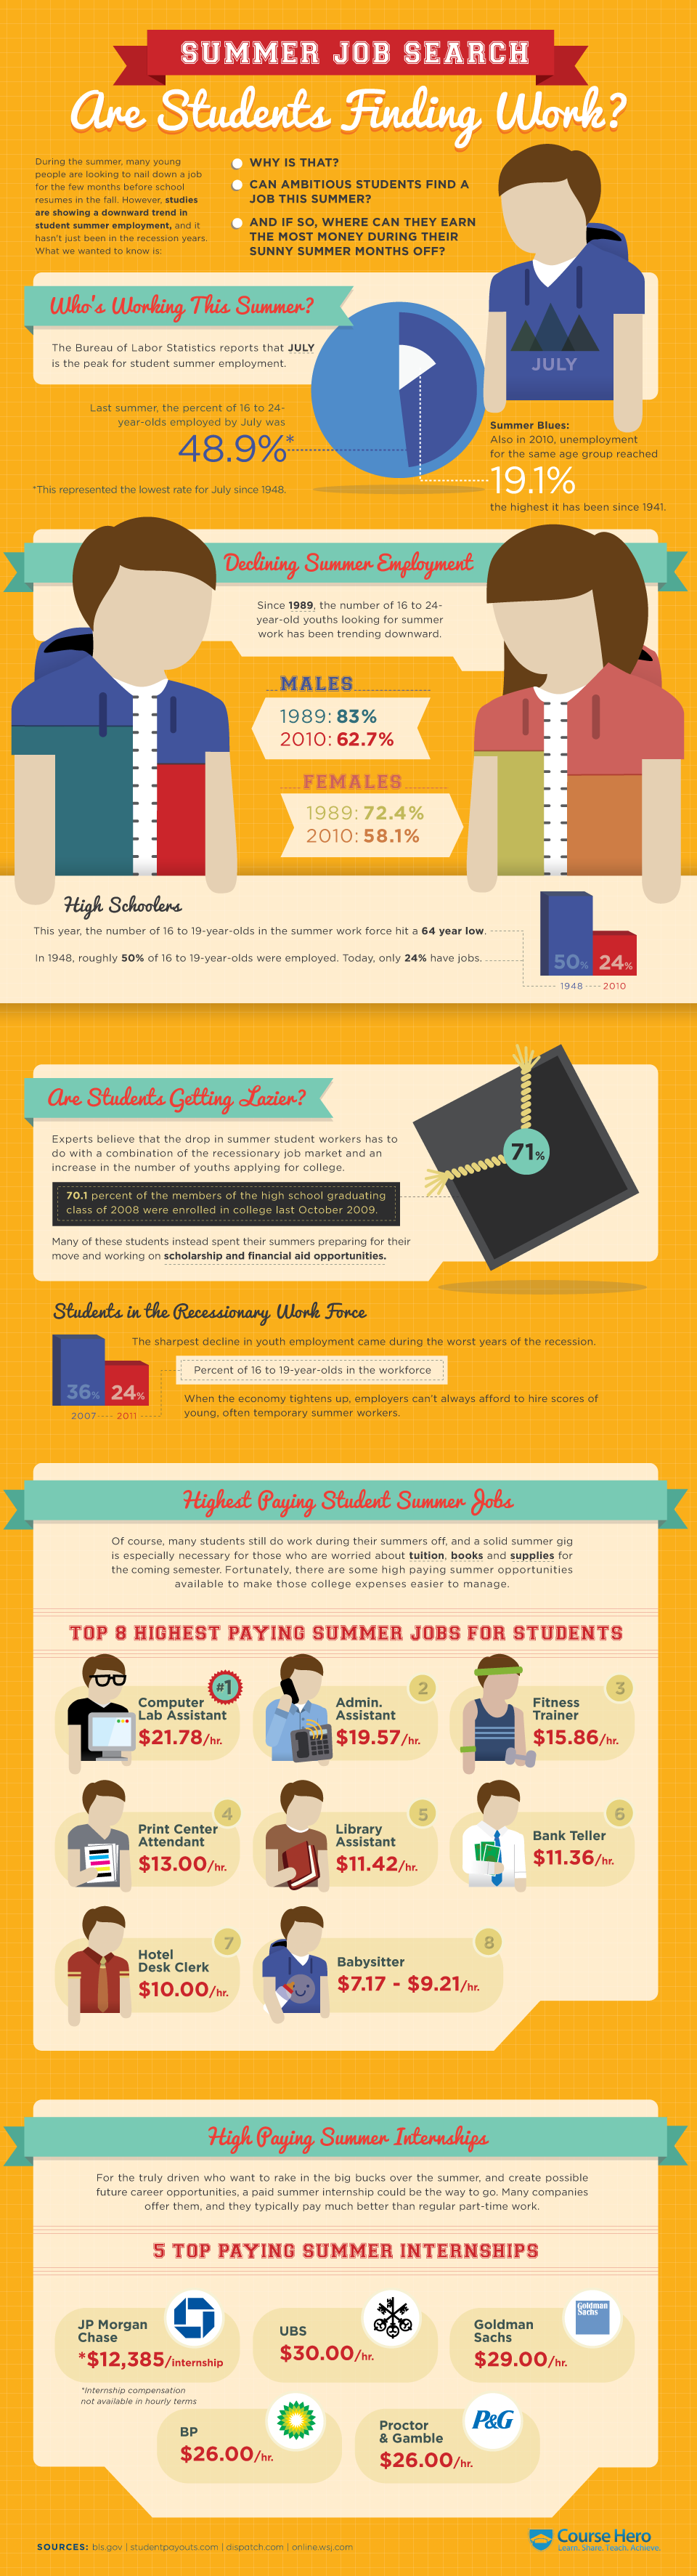 SUMMER JOB SEARCH
Are Students Finding Work?
During the summer, many young
people are looking to nail down a job
for the few months before school
resumes in the fall. However, studies
are showing a downward trend in
student summer employment, and it
hasn't just been in the recession years.
What we wanted to know is:
WHY IS THAT?
CAN AMBITIOUS STUDENTS FIND A
JOB THIS SUMMER?
AND IF SO, WHERE CAN THEY EARN
THE MOST MONEY DURING THEIR
SUNNY SUMMER MONTHS OFF?
Who's Working This Summer?
The Bureau of Labor Statistics reports that JULY
is the peak for student summer employment.
JULY
Last summer, the percent of 16 to 24-
year-olds employed by July was
48.9%*
*This represented the lowest rate for July since 1948.
Summer Blues:
Also in 2010, unemployment
for the same age group reached
19.1%
the highest it has been since 1941.
Declining Summer Employment
Since 1989, the number of 16 to 24-
year-old youths looking for summer
work has been trending downward.
MALES
1989: 83%
2010: 62.7%
FEMALES
1989: 72.4%
2010: 58.1%
High Schoolers
This year, the number of 16 to 19-year-olds in the summer work force hit a 64 year low.
In 1948, roughly 50% of 16 to 19-year-olds were employed. Today, only 24% have jobs.
50% 24%
1948 2010
Are Students Getting Lazier?
Experts believe that the drop in summer student workers has to
do with a combination of the recessionary job market and an
increase in the number of youths applying for college.
70.1 percent of the members of the high school graduating
class of 2008 were enrolled in college last October 2009.
71%
Many of these students instead spent their summers preparing for their
move and working on scholarship and financial aid opportunities.
Students in the Recessionary Work Force
The sharpest decline in youth employment came during the worst years of the recession.
36% 24%
2007 2011
Percent of 16 to 19-year-olds in the workforce
When the economy tightens up, employers can't always afford to hire scores of
young, often temporary summer workers.
Highest Paying Student Summer Jobs
Of course, many students still do work during their summers off, and a solid summer gig
is especially necessary for those who are worried about tuition, books and supplies for
the coming semester. Fortunately, there are some high paying summer opportunities
available to make those college expenses easier to manage.
TOP 8 HIGHEST PAYING SUMMER JOBS FOR STUDENTS
#1
Computer
Lab Assistant
$21.78/hr.
2
Admin.
Assistant
$19.57/hr.
3
Fitness
Trainer
$15.86/hr.
4
Print Center
Attendant
$13.00/hr.
5
Library
Assistant
$11.42/hr.
6
Bank Teller
$11.36/hr.
7
Hotel
Desk Clerk
$10.00/hr.
8
Babysitter
$7.17 - $9.21/hr.
High Paying Summer Internships
For the truly driven who want to rake in the big bucks over the summer, and create possible
future career opportunities, a paid summer internship could be the way to go. Many companies
offer them, and they typically pay much better than regular part-time work.
5 TOP PAYING SUMMER INTERNSHIPS
JP Morgan
Chase
*$12,385/internship
*Internship compensation
not available in hourly terms
UBS
$30.00/hr.
Goldman
Sachs
Goldman
Sachs
$29.00/hr.
BP
$26.00/hr.
Proctor
& Gamble
P&G
$26.00/hr.
SOURCES: bls.gov | studentpayouts.com | dispatch.com | online.wsj.com
Course Hero
Learn. Share. Teach. Achieve.